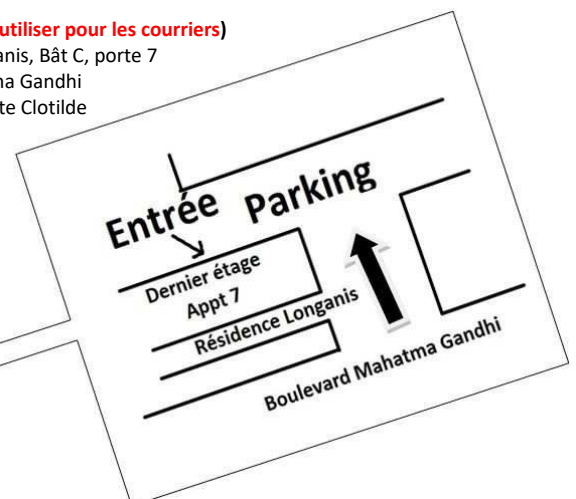 utiliser pour les courriers)
anis, Bât C, porte 7
na Gandhi
te Clotilde
Entrée Parking
Dernier étage
Appt 7
Résidence Longanis
Boulevard Mahatma Gandhi